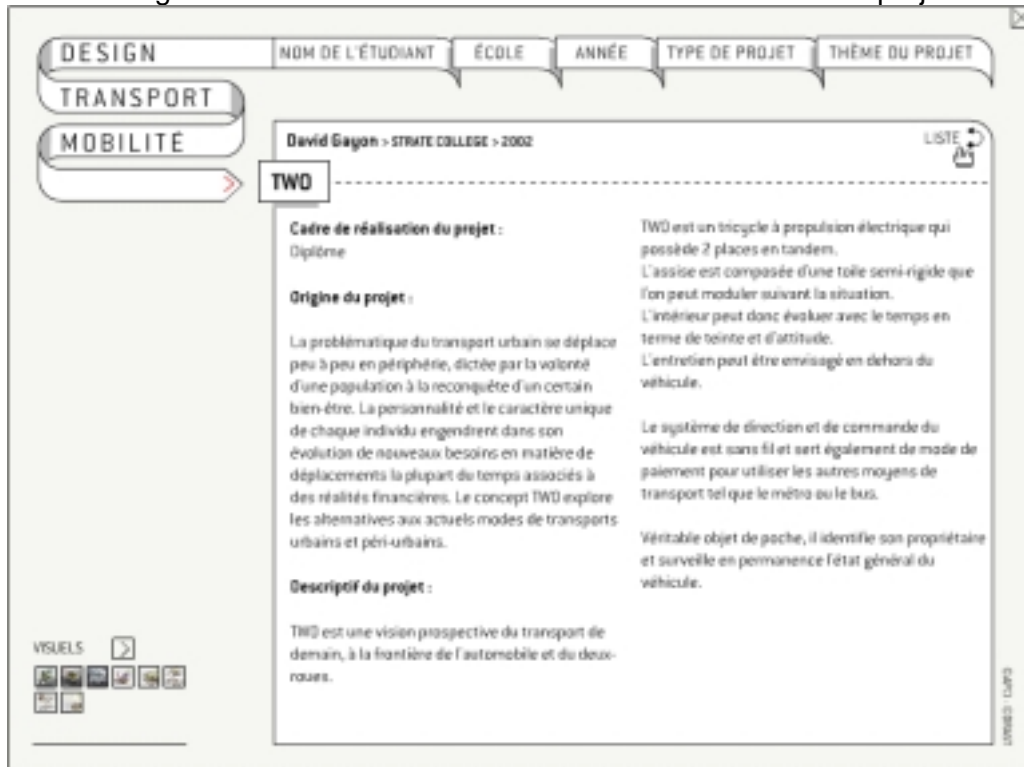 DESIGN
TRANSPORT
MOBILITÉ
NOM DE L'ÉTUDIANT
ÉCOLE
ANNÉE
TYPE DE PROJET
THÈME DU PROJET
David Gayon > STRATE COLLEGE > 2002
LISTE
TWO
Cadre de réalisation du projet :
Diplôme
Origine du projet :
La problématique du transport urbain se déplace
peu à peu en périphérie, dictée par la volonté
d'une population à la reconquête d'un certain
bien-être. La personnalité et le caractère unique
de chaque individu engendrent dans son
évolution de nouveaux besoins en matière de
déplacements la plupart du temps associés à
des réalités financières. Le concept TWO explore
les alternatives aux actuels modes de transports
urbains et péri-urbains.
Descriptif du projet :
TWO est une vision prospective du transport de
demain, à la frontière de l'automobile et du deux-
roues.
TWO est un tricycle à propulsion électrique qui
possède 2 places en tandem.
L'assise est composée d'une toile semi-rigide que
l'on peut moduler suivant la situation.
L'intérieur peut donc évoluer avec le temps en
terme de teinte et d'attitude.
L'entretien peut être envisagé en dehors du
véhicule.
Le système de direction et de commande du
véhicule est sans fil et sert également de mode de
paiement pour utiliser les autres moyens de
transport tel que le métro ou le bus.
Véritable objet de poche, il identifie son propriétaire
et surveille en permanence l'état général du
véhicule.
VISUELS